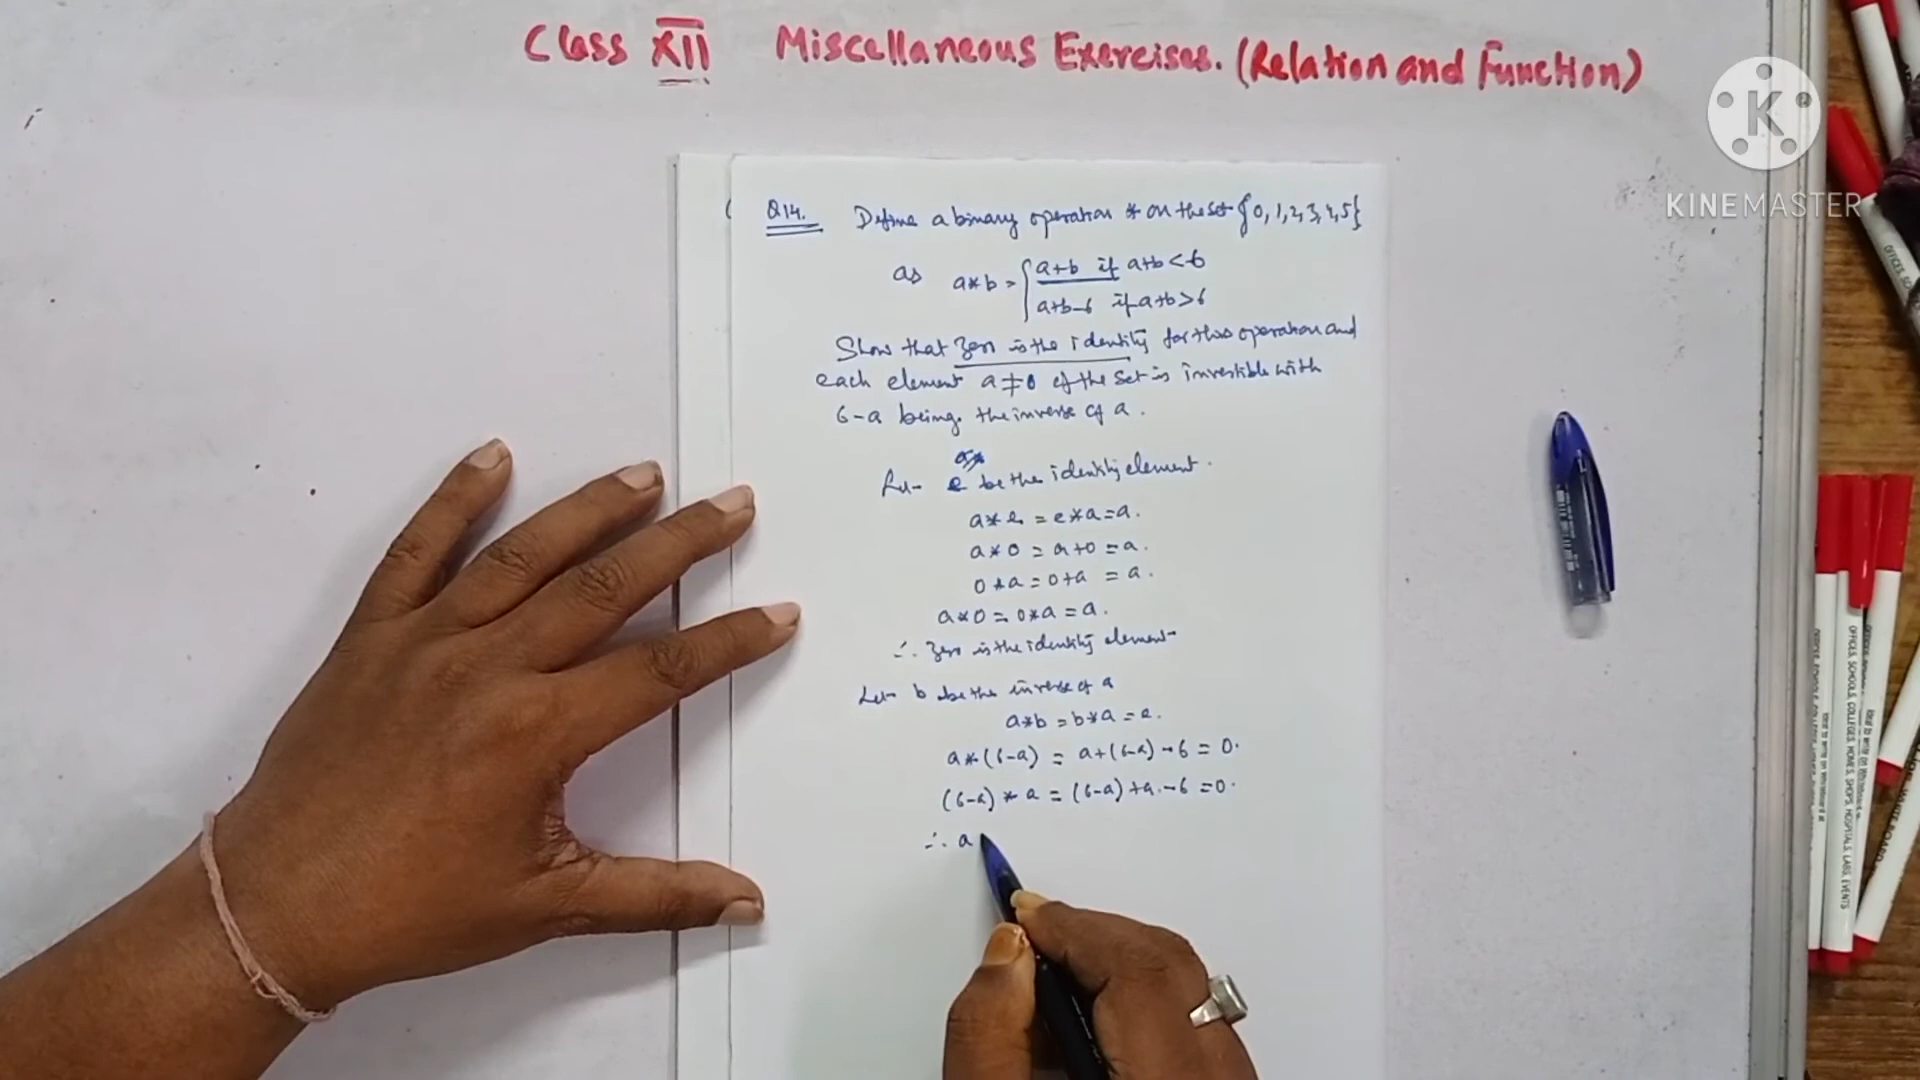 Class XII Miscellaneous Exercises. (Relation and Function)
KINEMASTER
Q14. Define a binary operation * on the set {0, 1, 2, 3, 4, 5}
as a*b = { a+b if a+b < 6
a+b-6 if a+b > 6
Show that zero is the identity for this operation and
each element a ≠ 0 of the set is invertible with
6-a being the inverse of a.
Let e be the identity element.
a*e = e*a = a.
a*0 = a+0 = a.
0*a = 0+a = a.
a*0 = 0*a = a.
∴ Zero is the identity element
Let b be the inverse of a
a*b = b*a = e.
a*(6-a) = a+(6-a)-6 = 0.
(6-a)*a = (6-a)+a-6 = 0.
∴ a